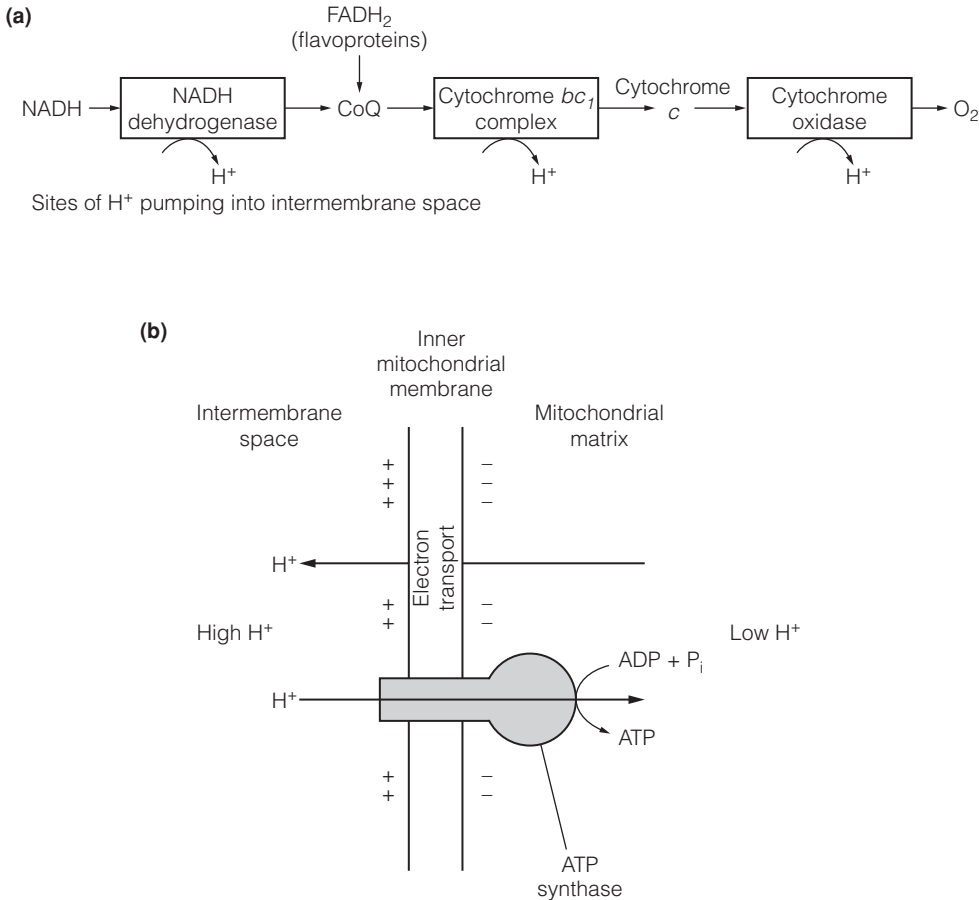 (a)
FADH₂
(flavoproteins)
NADH
NADH
dehydrogenase
CoQ
Cytochrome bc₁
complex
Cytochrome
c
Cytochrome
oxidase
O₂
H⁺
H⁺
H⁺
Sites of H⁺ pumping into intermembrane space
(b)
Inner
mitochondrial
membrane
Intermembrane
space
Mitochondrial
matrix
+ −
+ −
+ −
Electron
transport
H⁺
+ −
+ −
High H⁺
Low H⁺
ADP + Pᵢ
H⁺
ATP
+ −
+ −
ATP
synthase